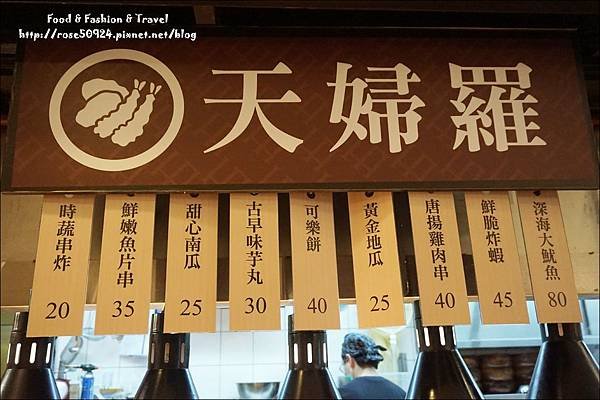 Food & Fashion & Travel
http://rose50924.pixnet.net/blog
天婦羅
時蔬串炸
20
鮮嫩魚片串
35
甜心南瓜
25
古早味芋丸
30
可樂餅
40
黃金地瓜
25
唐揚雞肉串
40
鮮脆炸蝦
45
深海大魷魚
80